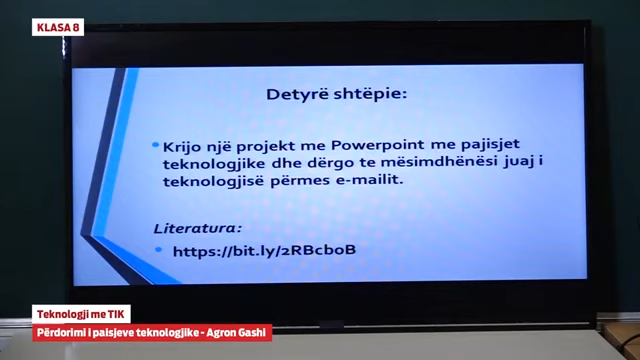 KLASA 8
Detyrë shtëpie:
Krijo një projekt me Powerpoint me pajisjet
teknologjike dhe dërgo te mësimdhënësi juaj i
teknologjisë përmes e-mailit.
Literatura:
https://bit.ly/2RBcboB
Teknologji me TIK
Përdorimi i paisjeve teknologjike - Agron Gashi